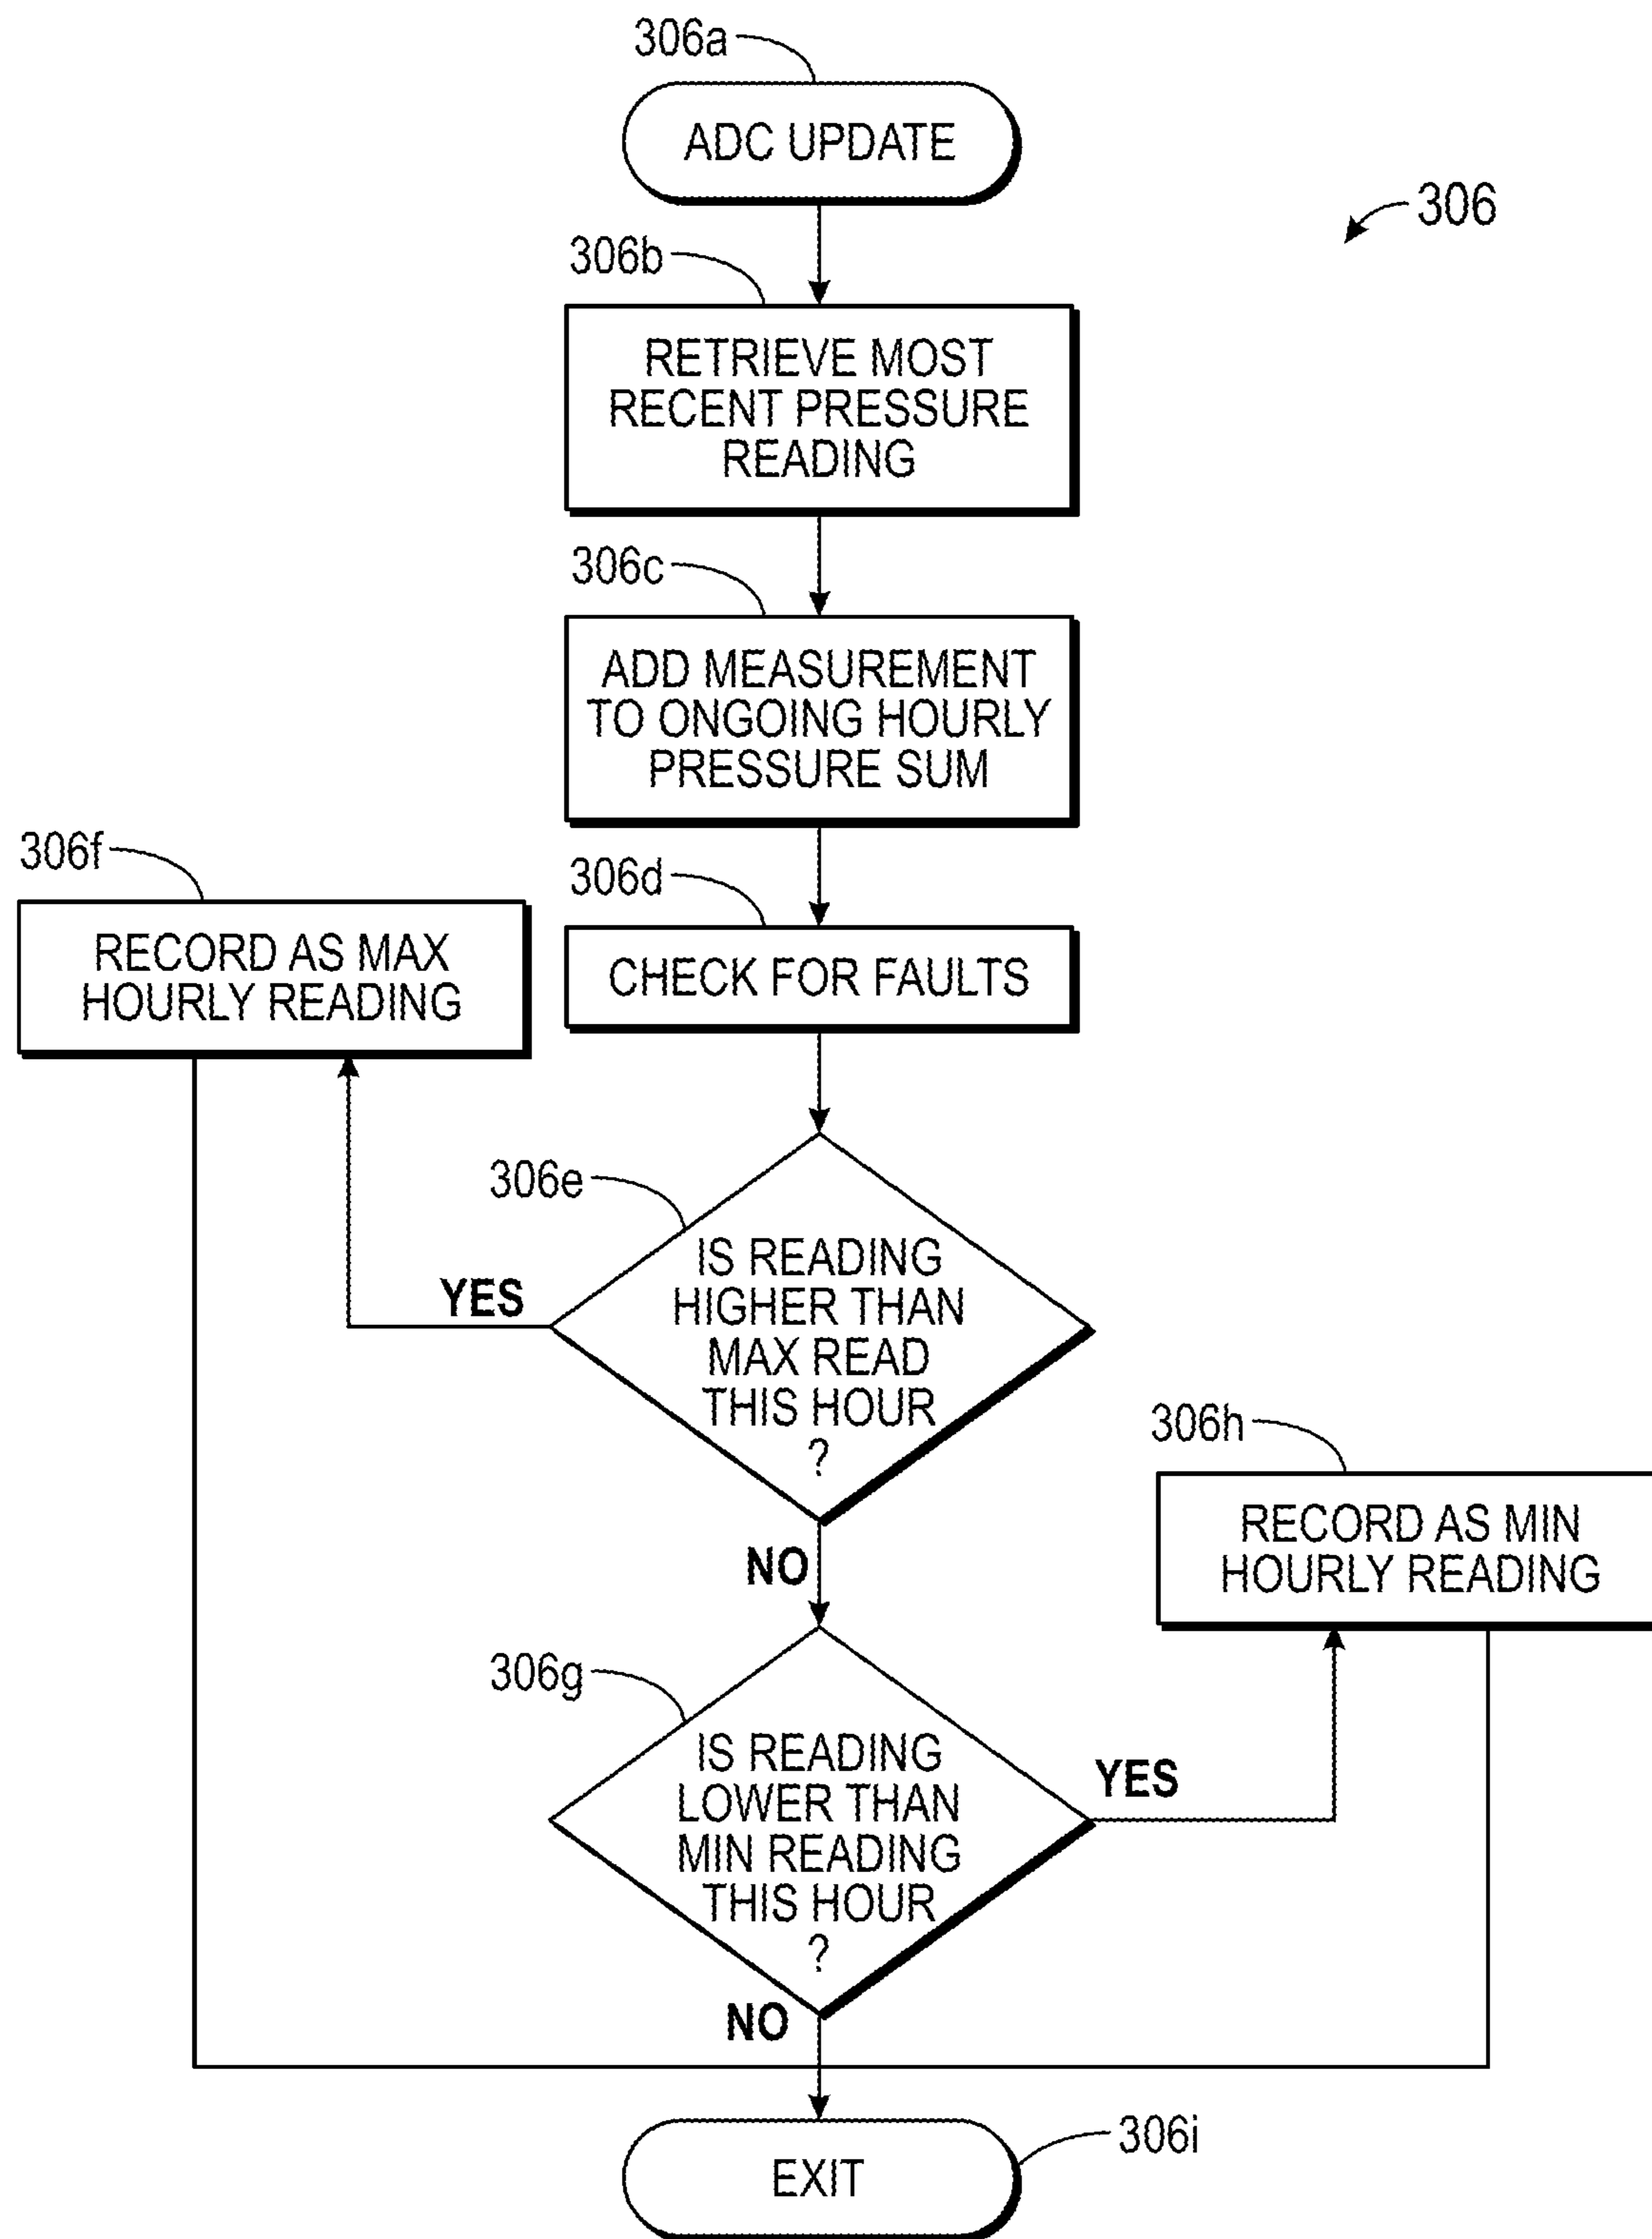 306a
ADC UPDATE
306
306b
RETRIEVE MOST
RECENT PRESSURE
READING
306c
ADD MEASUREMENT
TO ONGOING HOURLY
PRESSURE SUM
306d
CHECK FOR FAULTS
306f
RECORD AS MAX
HOURLY READING
306e
IS READING
HIGHER THAN
MAX READ
THIS HOUR
?
YES
NO
306g
IS READING
LOWER THAN
MIN READING
THIS HOUR
?
YES
306h
RECORD AS MIN
HOURLY READING
NO
306i
EXIT